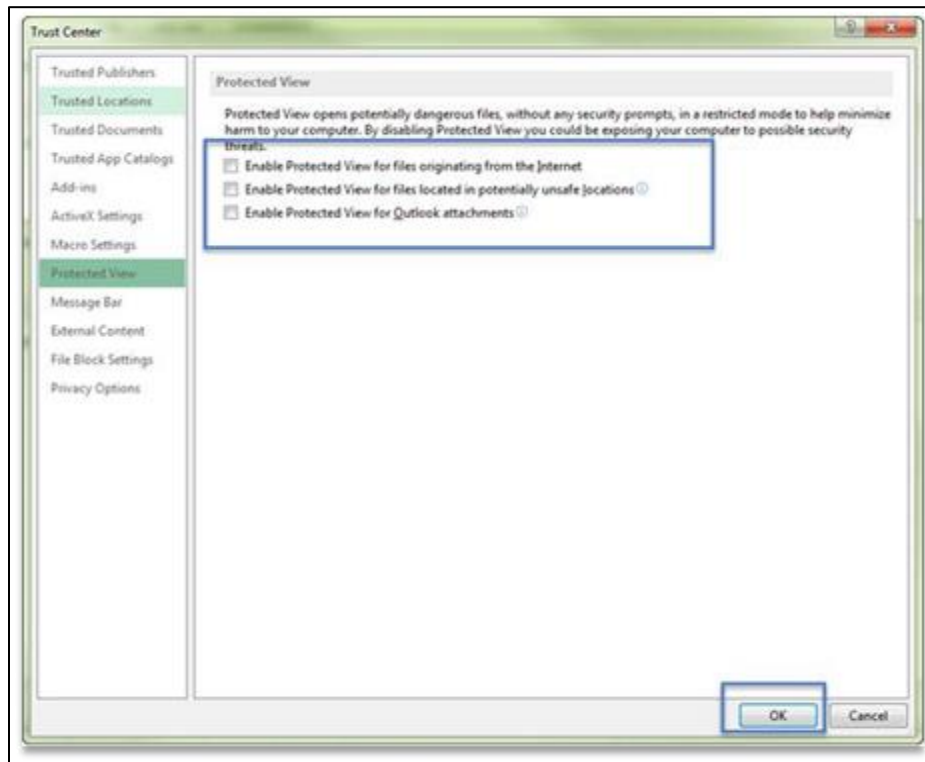 Trust Center
Trusted Publishers
Trusted Locations
Trusted Documents
Trusted App Catalogs
Add-ins
ActiveX Settings
Macro Settings
Protected View
Message Bar
External Content
File Block Settings
Privacy Options
Protected View
Protected View opens potentially dangerous files, without any security prompts, in a restricted mode to help minimize
harm to your computer. By disabling Protected View you could be exposing your computer to possible security
threats.
Enable Protected View for files originating from the Internet
Enable Protected View for files located in potentially unsafe locations
Enable Protected View for Outlook attachments
OK
Cancel